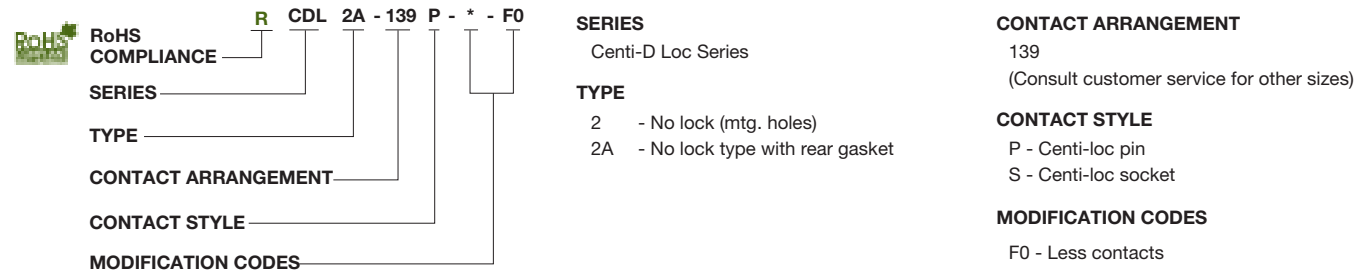 R CDL 2A - 139 P - * - F0
RoHS
RoHS
COMPLIANCE
SERIES
TYPE
CONTACT ARRANGEMENT
CONTACT STYLE
MODIFICATION CODES
SERIES
Centi-D Loc Series
TYPE
2 - No lock (mtg. holes)
2A - No lock type with rear gasket
CONTACT ARRANGEMENT
139
(Consult customer service for other sizes)
CONTACT STYLE
P - Centi-loc pin
S - Centi-loc socket
MODIFICATION CODES
F0 - Less contacts